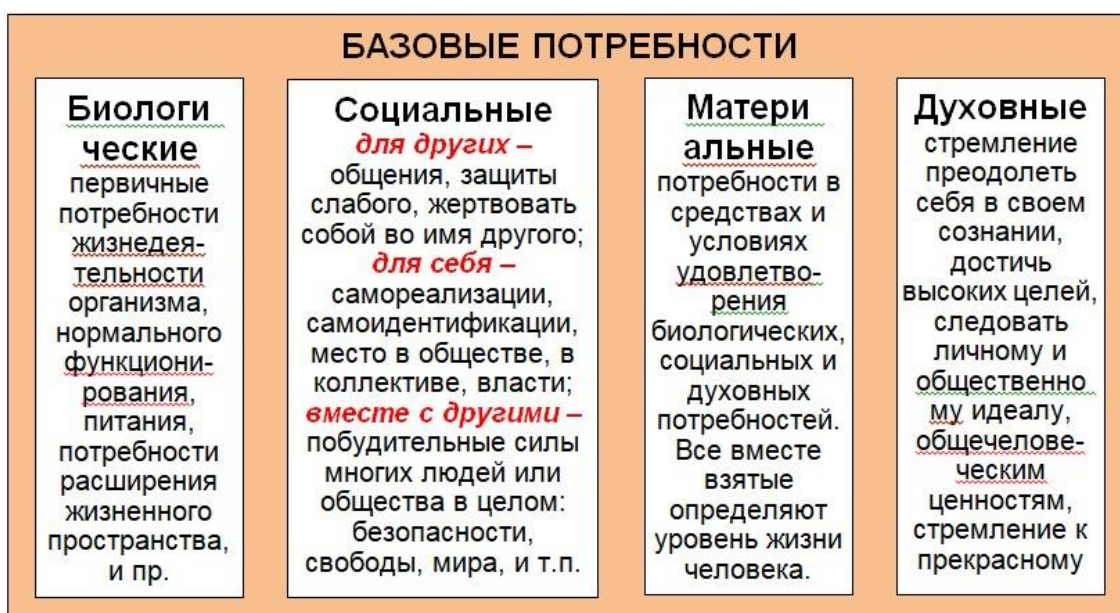 БАЗОВЫЕ ПОТРЕБНОСТИ
Биологи
ческие
первичные
потребности
жизнедея-
тельности
организма,
нормального
функциони-
рования,
питания,
потребности
расширения
жизненного
пространства,
и пр.
Социальные
для других –
общения, защиты
слабого, жертвовать
собой во имя другого;
для себя –
самореализации,
самоидентификации,
место в обществе, в
коллективе, власти;
вместе с другими –
побудительные силы
многих людей или
общества в целом:
безопасности,
свободы, мира, и т.п.
Матери
альные
потребности в
средствах и
условиях
удовлетво-
рения
биологических,
социальных и
духовных
потребностей.
Все вместе
взятые
определяют
уровень жизни
человека.
Духовные
стремление
преодолеть
себя в своем
сознании,
достичь
высоких целей,
следовать
личному и
общественно
му идеалу,
общечелове-
ческим
ценностям,
стремление к
прекрасному